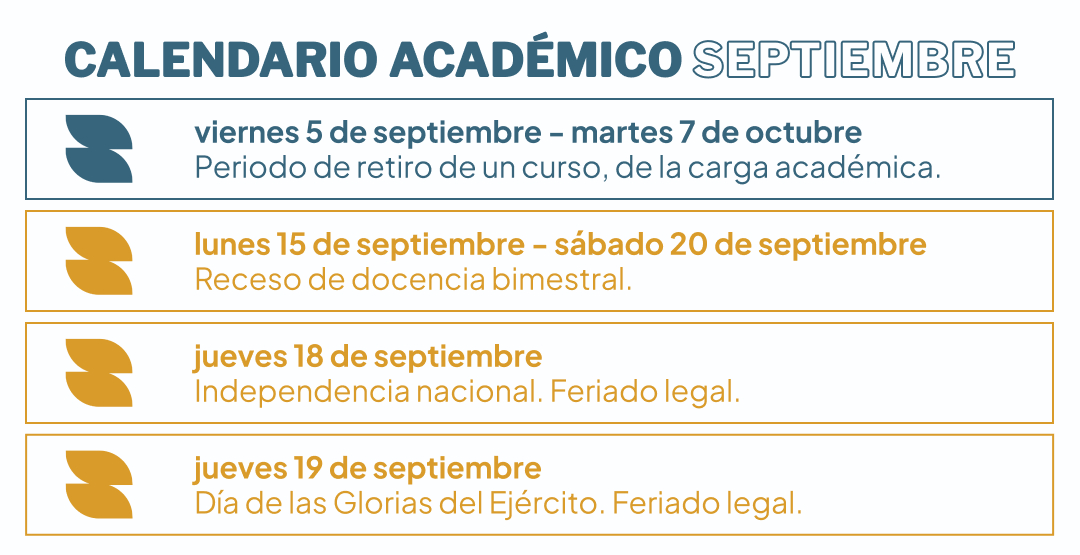 CALENDARIO ACADÉMICO SEPTIEMBRE
viernes 5 de septiembre – martes 7 de octubre
Periodo de retiro de un curso, de la carga académica.
lunes 15 de septiembre – sábado 20 de septiembre
Receso de docencia bimestral.
jueves 18 de septiembre
Independencia nacional. Feriado legal.
jueves 19 de septiembre
Día de las Glorias del Ejército. Feriado legal.